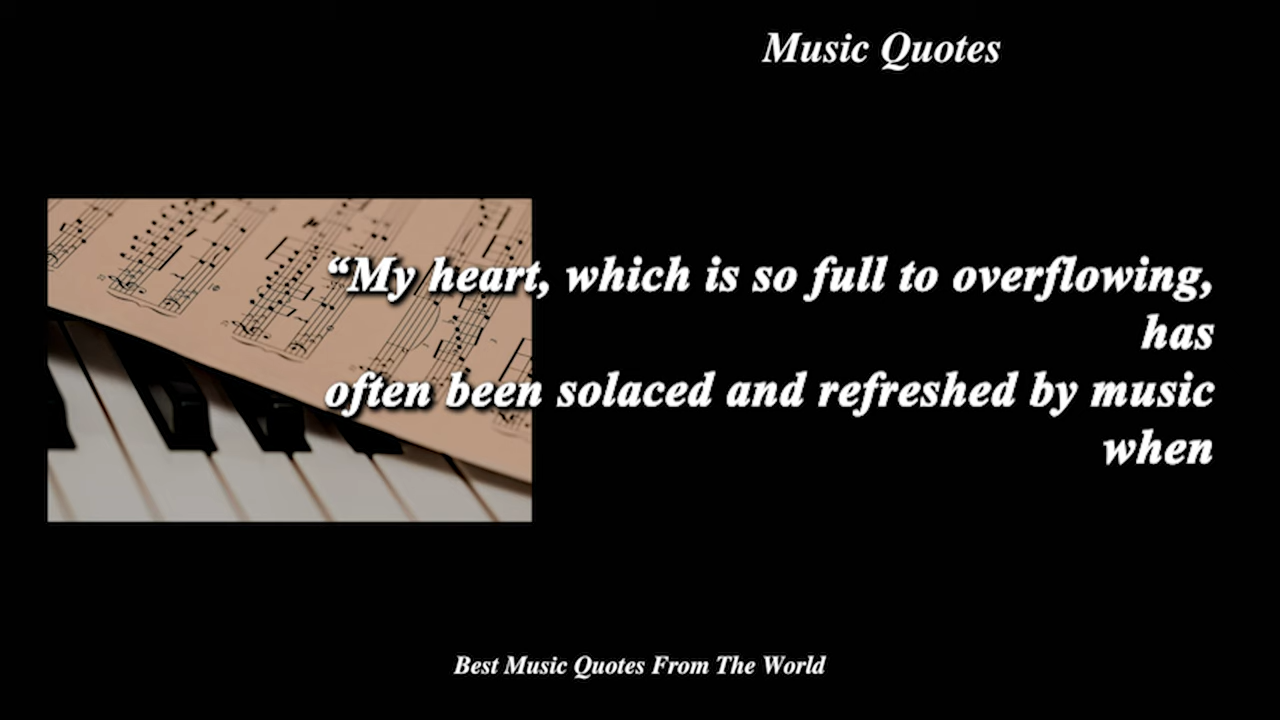 Music Quotes
“My heart, which is so full to overflowing,
has
often been solaced and refreshed by music
when
Best Music Quotes From The World